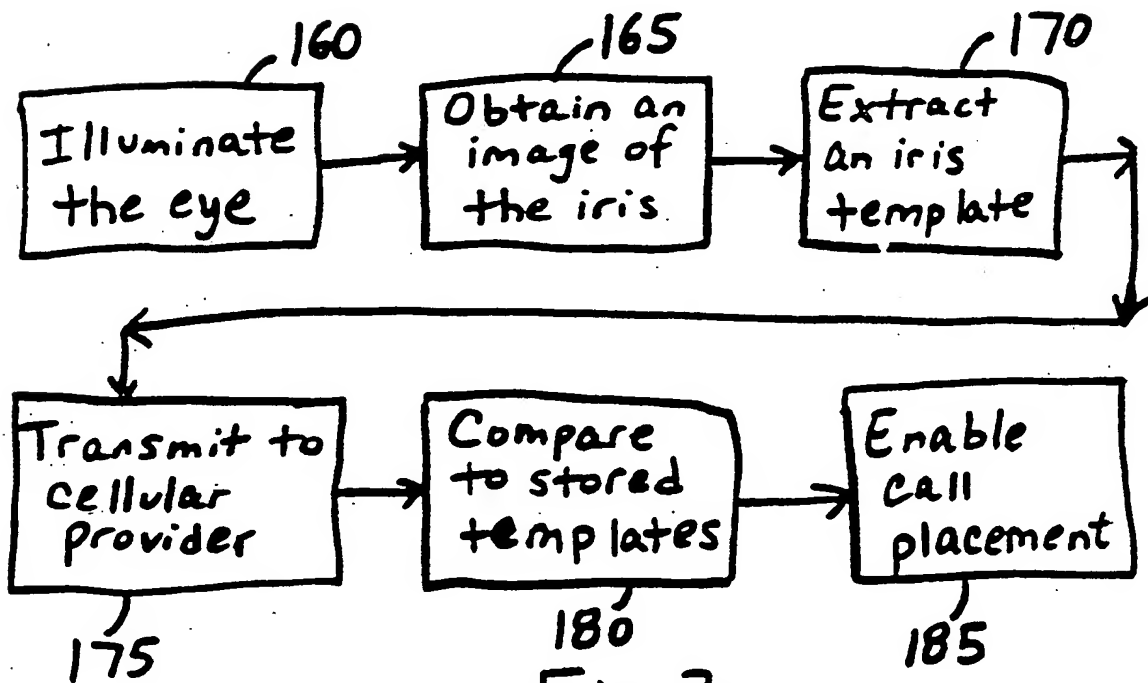 160
165
170
Illuminate
the eye
Obtain an
image of
the iris
Extract
an iris
template
Transmit to
cellular
provider
Compare
to stored
templates
Enable
call
placement
175
180
185